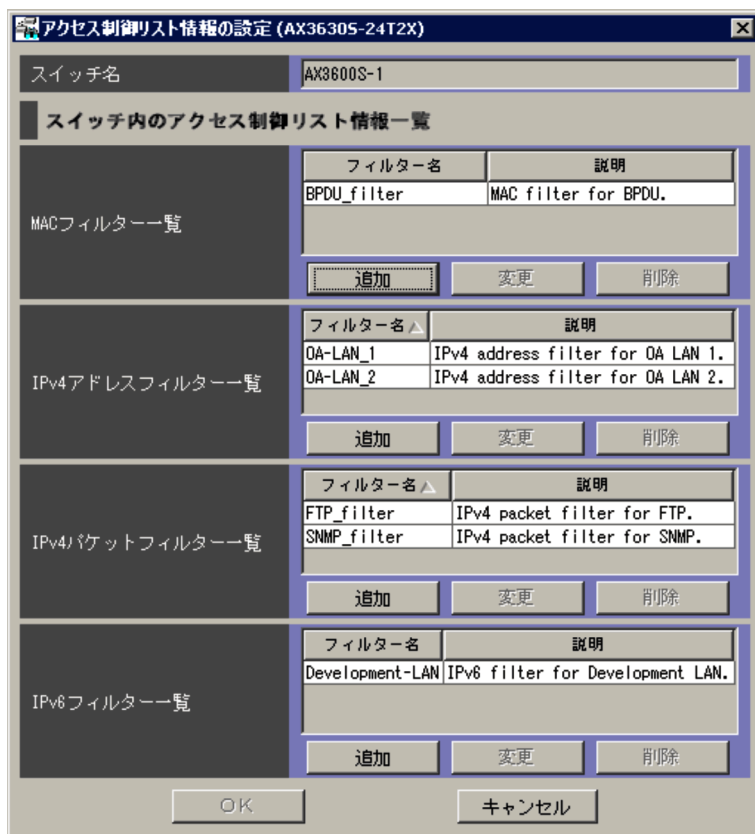 アクセス制御リスト情報の設定 (AX3630S-24T2X)
スイッチ名 AX3600S-1
スイッチ内のアクセス制御リスト情報一覧
MACフィルター一覧
フィルター名 説明
BPDU_filter MAC filter for BPDU.
追加 変更 削除
IPv4アドレスフィルター一覧
フィルター名 説明
OA-LAN_1 IPv4 address filter for OA LAN 1.
OA-LAN_2 IPv4 address filter for OA LAN 2.
追加 変更 削除
IPv4パケットフィルター一覧
フィルター名 説明
FTP_filter IPv4 packet filter for FTP.
SNMP_filter IPv4 packet filter for SNMP.
追加 変更 削除
IPv6フィルター一覧
フィルター名 説明
Development-LAN IPv6 filter for Development LAN.
追加 変更 削除
OK キャンセル